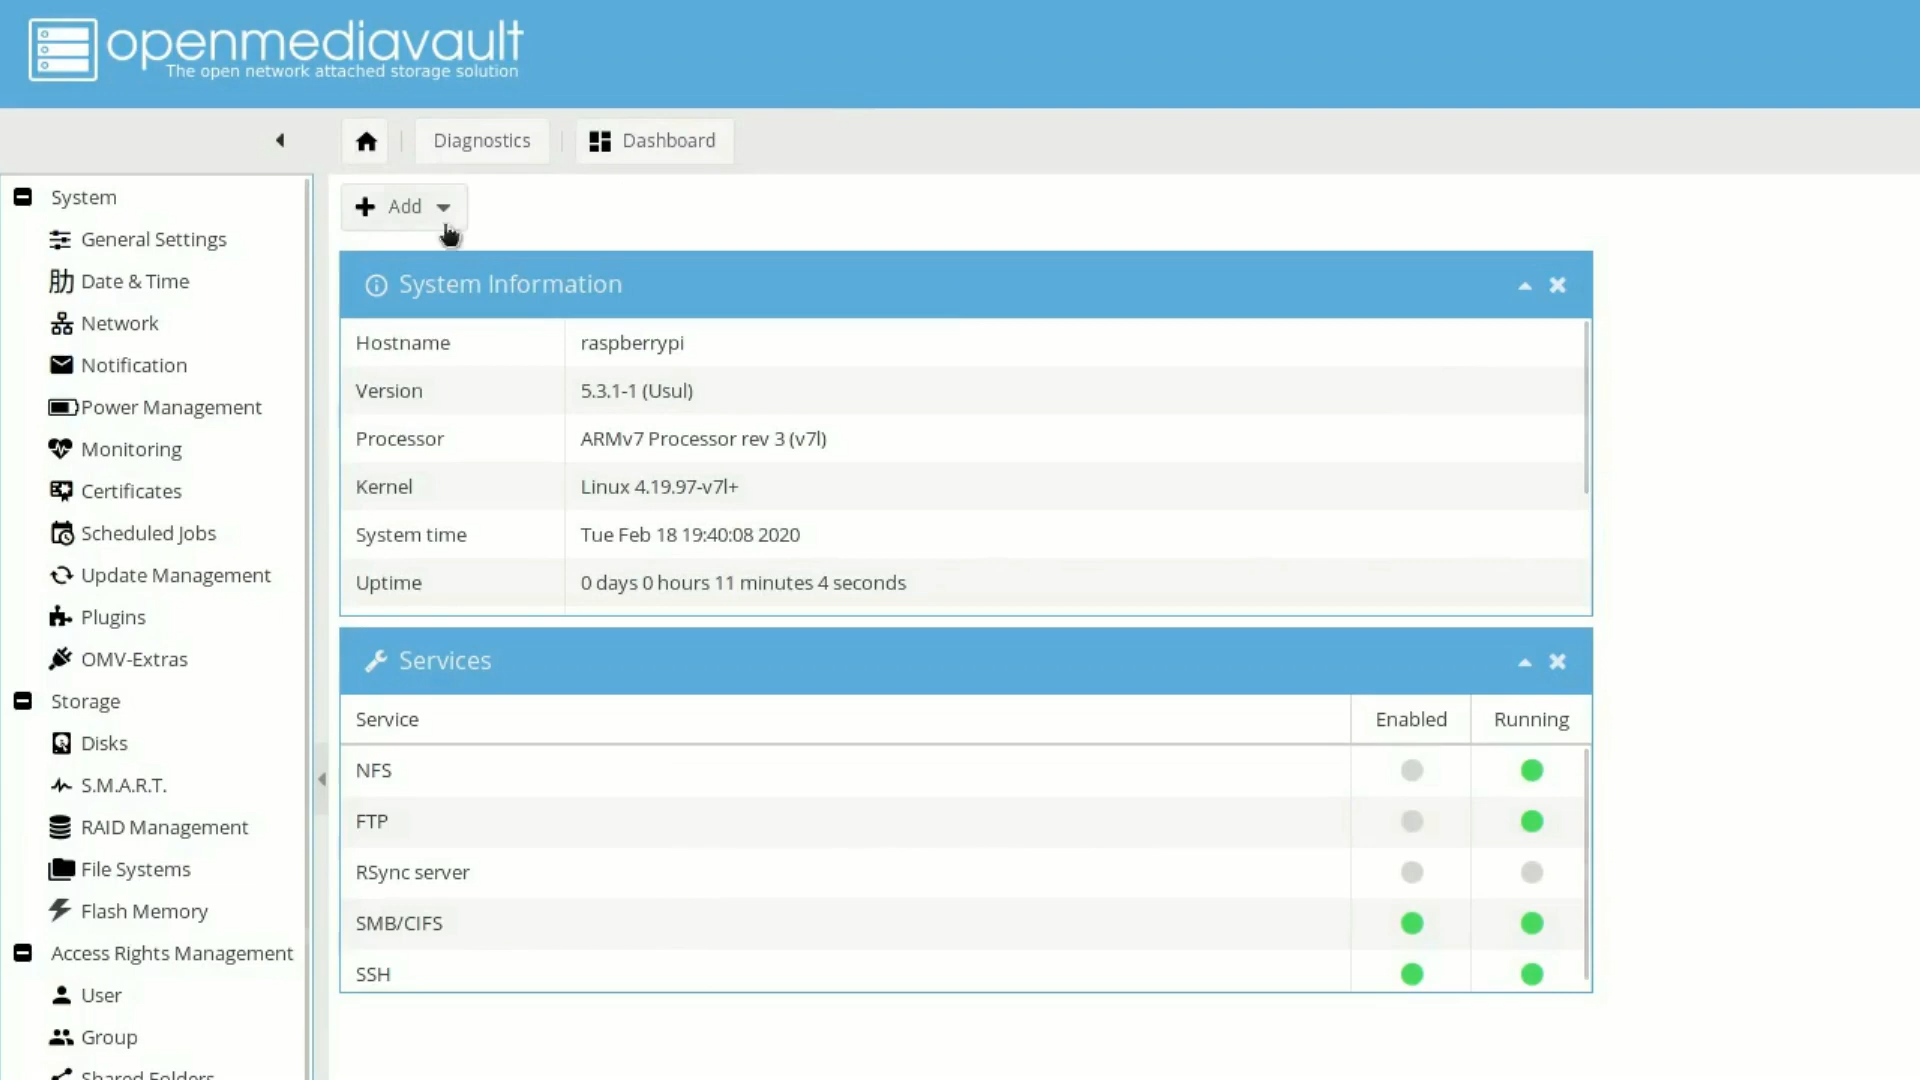 openmediavault
The open network attached storage solution
Diagnostics
Dashboard
Add
System
General Settings
Date & Time
Network
Notification
Power Management
Monitoring
Certificates
Scheduled Jobs
Update Management
Plugins
OMV-Extras
Storage
Disks
S.M.A.R.T.
RAID Management
File Systems
Flash Memory
Access Rights Management
User
Group
Shared Folders
System Information
Hostname raspberrypi
Version 5.3.1-1 (Usul)
Processor ARMv7 Processor rev 3 (v7l)
Kernel Linux 4.19.97-v7l+
System time Tue Feb 18 19:40:08 2020
Uptime 0 days 0 hours 11 minutes 4 seconds
Services
Service Enabled Running
NFS
FTP
RSync server
SMB/CIFS
SSH